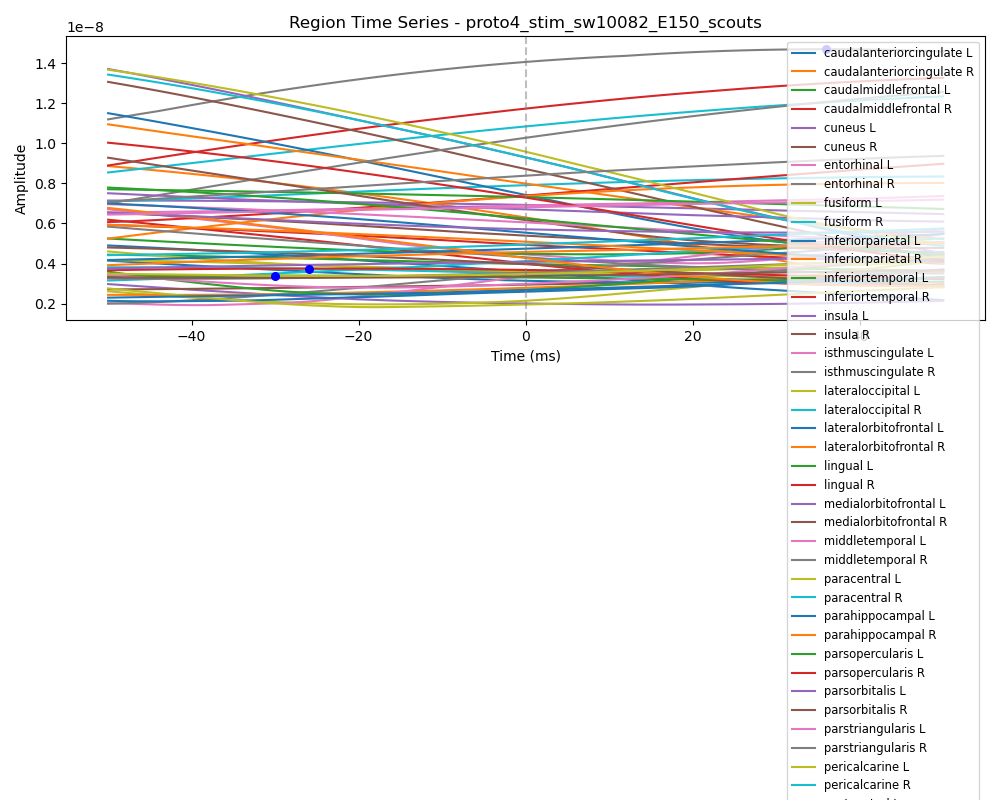 Region Time Series - proto4_stim_sw10082_E150_scouts
1e−8
Amplitude
1.4
1.2
1.0
0.8
0.6
0.4
0.2
−40
−20
0
20
Time (ms)
caudalanteriorcingulate L
caudalanteriorcingulate R
caudalmiddlefrontal L
caudalmiddlefrontal R
cuneus L
cuneus R
entorhinal L
entorhinal R
fusiform L
fusiform R
inferiorparietal L
inferiorparietal R
inferiortemporal L
inferiortemporal R
insula L
insula R
isthmuscingulate L
isthmuscingulate R
lateraloccipital L
lateraloccipital R
lateralorbitofrontal L
lateralorbitofrontal R
lingual L
lingual R
medialorbitofrontal L
medialorbitofrontal R
middletemporal L
middletemporal R
paracentral L
paracentral R
parahippocampal L
parahippocampal R
parsopercularis L
parsopercularis R
parsorbitalis L
parsorbitalis R
parstriangularis L
parstriangularis R
pericalcarine L
pericalcarine R